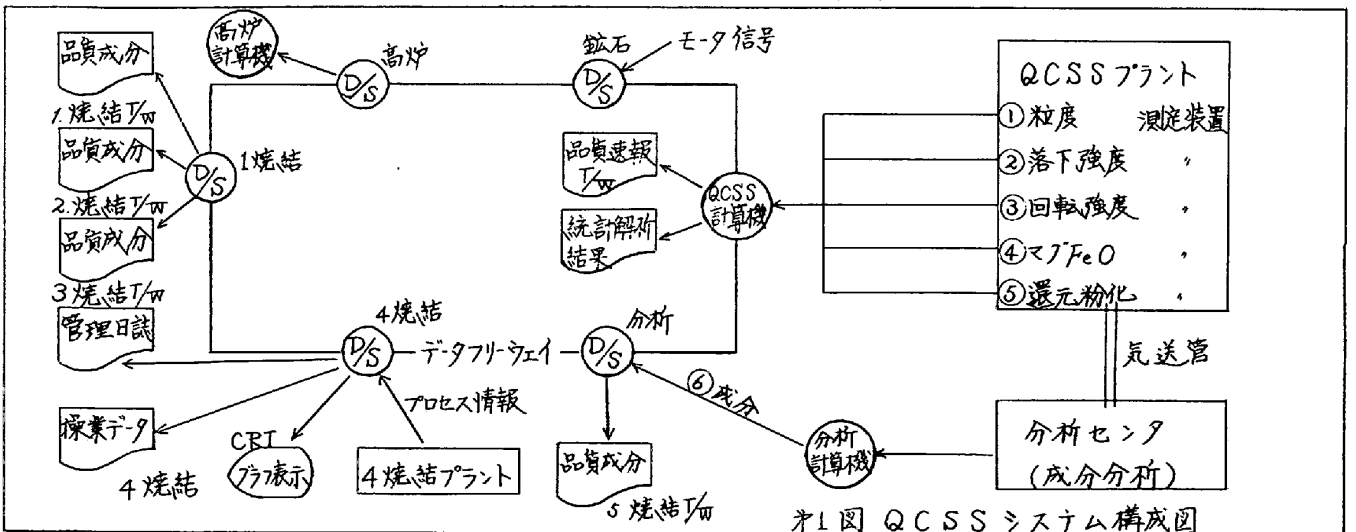 品質成分
1.焼結T/W
品質成分
2.焼結T/W
品質成分
3焼結T/W
管理日誌
操業データ
4焼結
高炉
計算機
高炉
D/S
鉱石
D/S
モータ信号
D/S
1焼結
品質速報
T/W
統計解析
結果
QCSS
計算機
4焼結
D/S
データフリーウェイ
分析
D/S
プロセス情報
CRT
グラフ表示
4焼結プラント
品質成分
5焼結T/W
⑥成分
分析
計算機
QCSSプラント
①粒度 測定装置
②落下強度 〃
③回転強度 〃
④マグFeO 〃
⑤還元粉化 〃
気送管
分析センタ
(成分分析)
才1図 QCSSシステム構成図